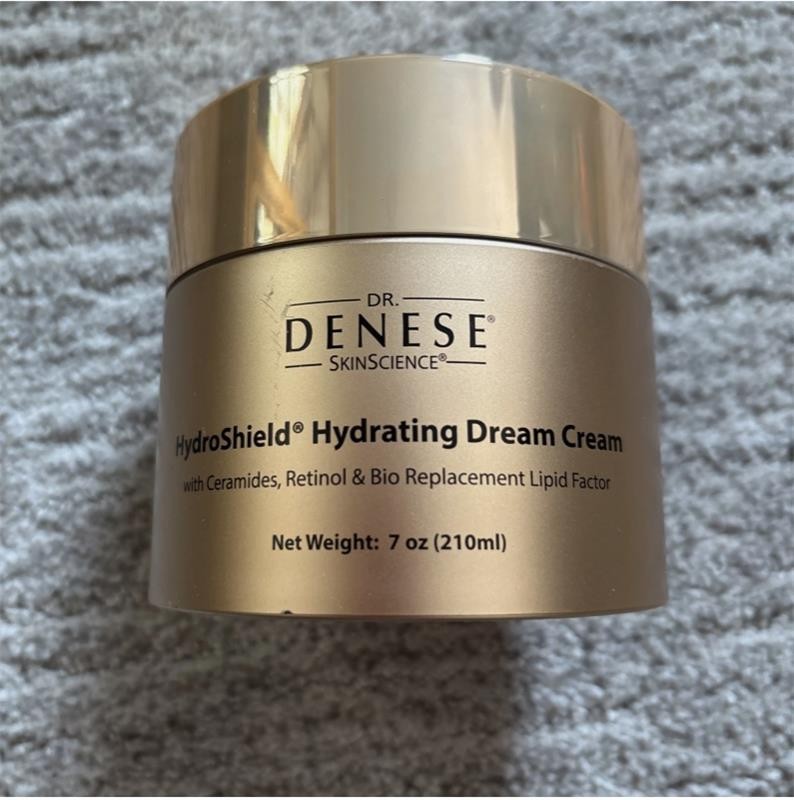 DR.
DENESE®
SKINSCIENCE®
HydroShield® Hydrating Dream Cream
with Ceramides, Retinol & Bio Replacement Lipid Factor
Net Weight: 7 oz (210ml)